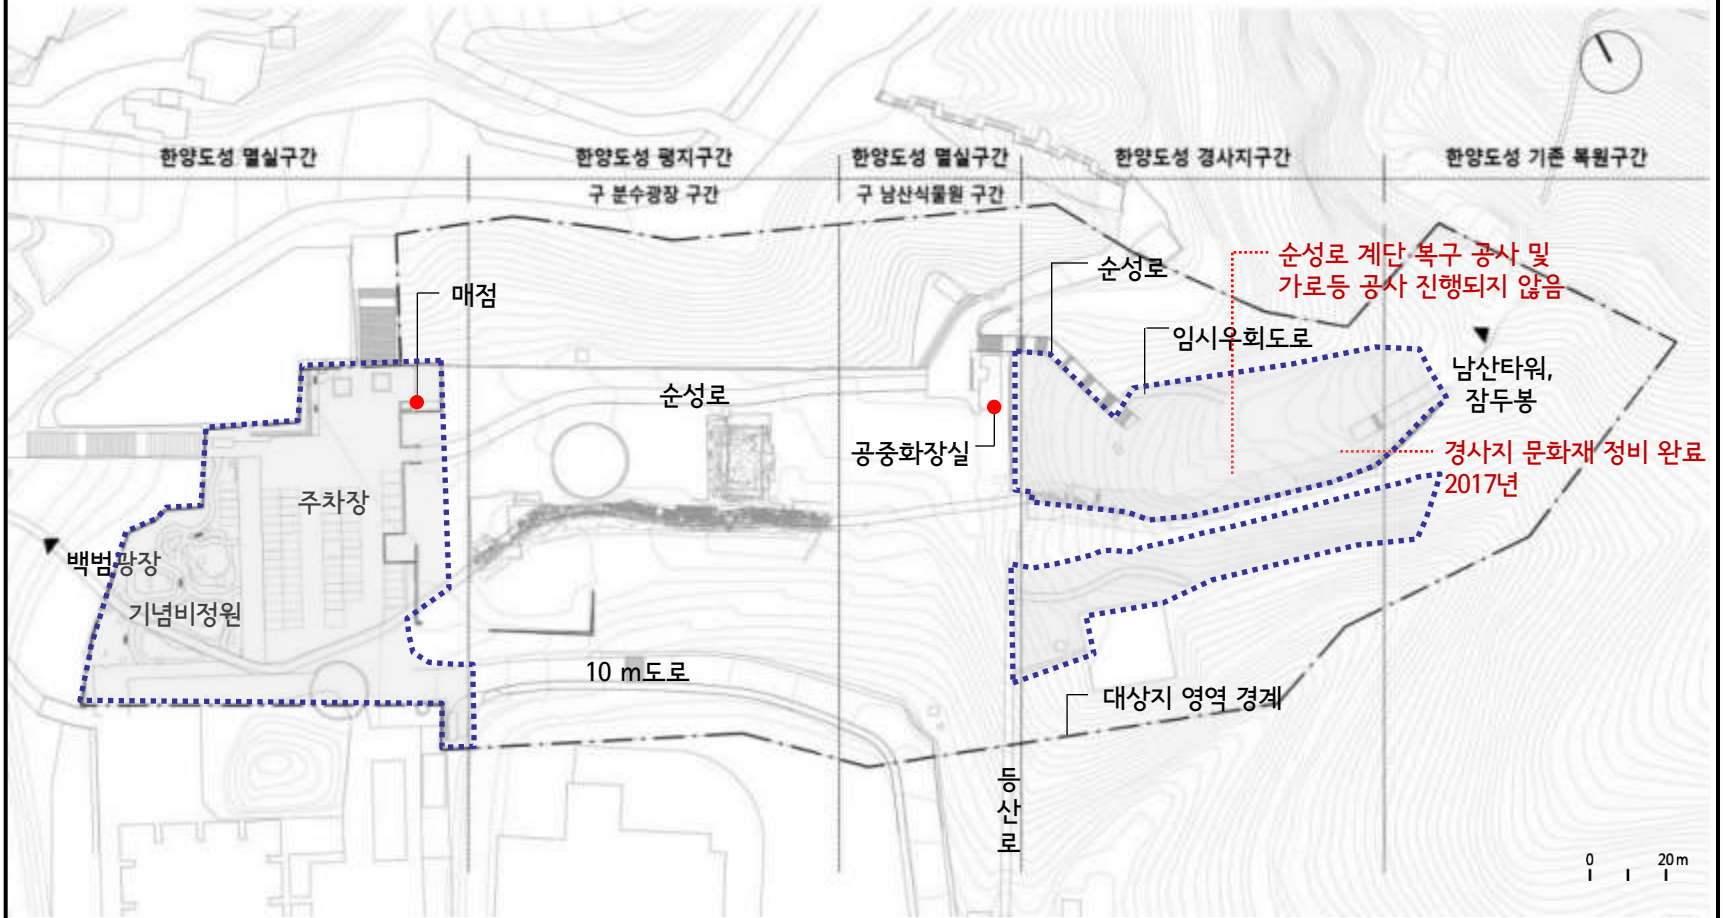 한양도성 멸실구간
한양도성 평지구간
한양도성 멸실구간
한양도성 경사지구간
한양도성 기존 복원구간
구 분수광장 구간
구 남산식물원 구간
순성로 계단 복구 공사 및
가로등 공사 진행되지 않음
순성로
매점
임시우회도로
남산타워,
잠두봉
순성로
공중화장실
경사지 문화재 정비 완료
2017년
주차장
백범광장
기념비정원
10 m도로
대상지 영역 경계
등
산
로
0 20m